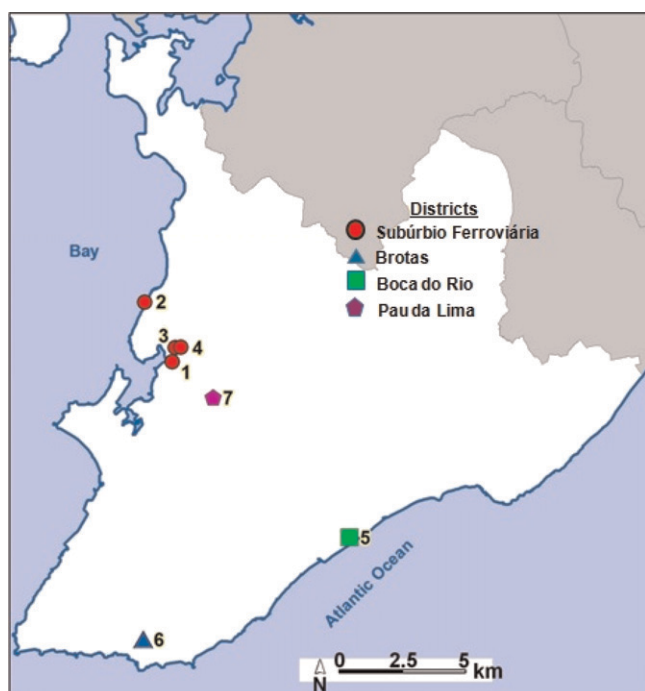 Districts
Subúrbio Ferroviária
Brotas
Boca do Rio
Pau da Lima
Bay
2
3
4
1
7
5
Atlantic Ocean
6
0 2.5 5
km
N